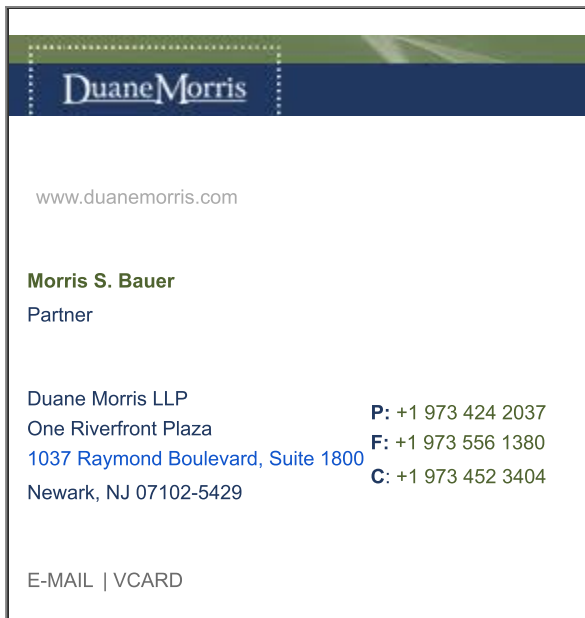 DuaneMorris
www.duanemorris.com
Morris S. Bauer
Partner
Duane Morris LLP
One Riverfront Plaza
1037 Raymond Boulevard, Suite 1800
Newark, NJ 07102-5429
P: +1 973 424 2037
F: +1 973 556 1380
C: +1 973 452 3404
E-MAIL | VCARD